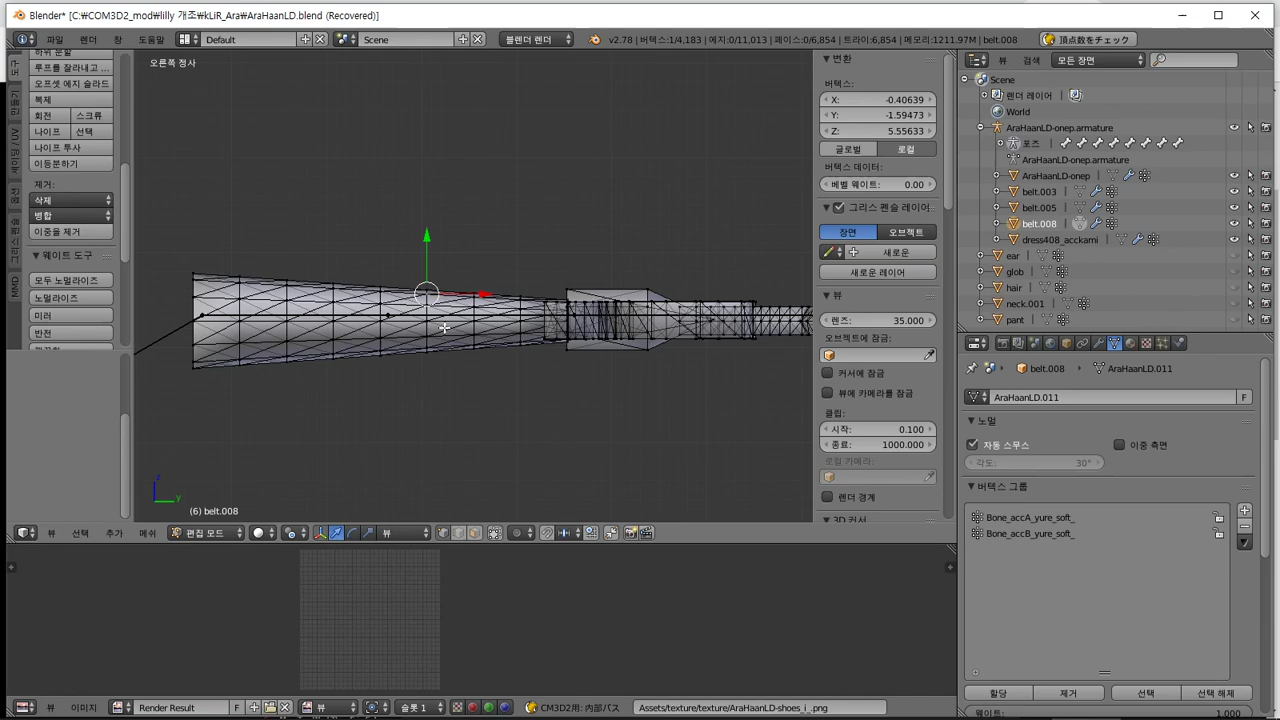 Blender* [C:₩COM3D2_mod₩lilly 개조₩kLiR_Ara₩AraHaanLD.blend (Recovered)]
파일 렌더 창 도움말 Default Scene 블렌더 렌더 v2.78 | 버텍스:1/4,183 | 에지:0/11,013 | 페이스:0/6,854 | 트라이:6,854 | 메모리:1211.97M | belt.008 頂点数をチェック
하위 분할
루프를 잘라내고 ...
오프셋 에지 슬라드
복제
회전 스크류
나이프 선택
나이프 투사
이등분하기
제거:
삭제
병합
이중을 제거
웨이트 도구
모두 노멀라이즈
노멀라이즈
미러
반전
MMD
오른쪽 정사
z
y
(6) belt.008
변환
버텍스:
X: -0.40639
Y: -1.59473
Z: 5.55633
글로벌 로컬
버텍스 데이터:
베벨 웨이트: 0.00
그리스 펜슬 레이어
장면 오브젝트
새로운
새로운 레이어
뷰
렌즈: 35.000
오브젝트에 잠금:
커서에 잠금
뷰에 카메라를 잠금
클립:
시작: 0.100
종료: 1000.000
로컬 카메라:
렌더 경계
3D 커서
뷰 선택 추가 메쉬 편집 모드 뷰
뷰 이미지 Render Result F 뷰 슬롯 1 CM3D2用: 内部パス Assets/texture/texture/AraHaanLD-shoes_i_.png
뷰 검색 모든 장면
Scene
렌더 레이어
World
AraHaanLD-onep.armature
포즈
AraHaanLD-onep.armature
AraHaanLD-onep
belt.003
belt.005
belt.008
dress408_acckami
ear
glob
hair
neck.001
pant
belt.008 AraHaanLD.011
AraHaanLD.011 F
노멀
자동 스무스 이중 측면
각도: 30°
버텍스 그룹
Bone_accA_yure_soft_
Bone_accB_yure_soft_
할당 제거 선택 선택 해제
웨이트: 1.000